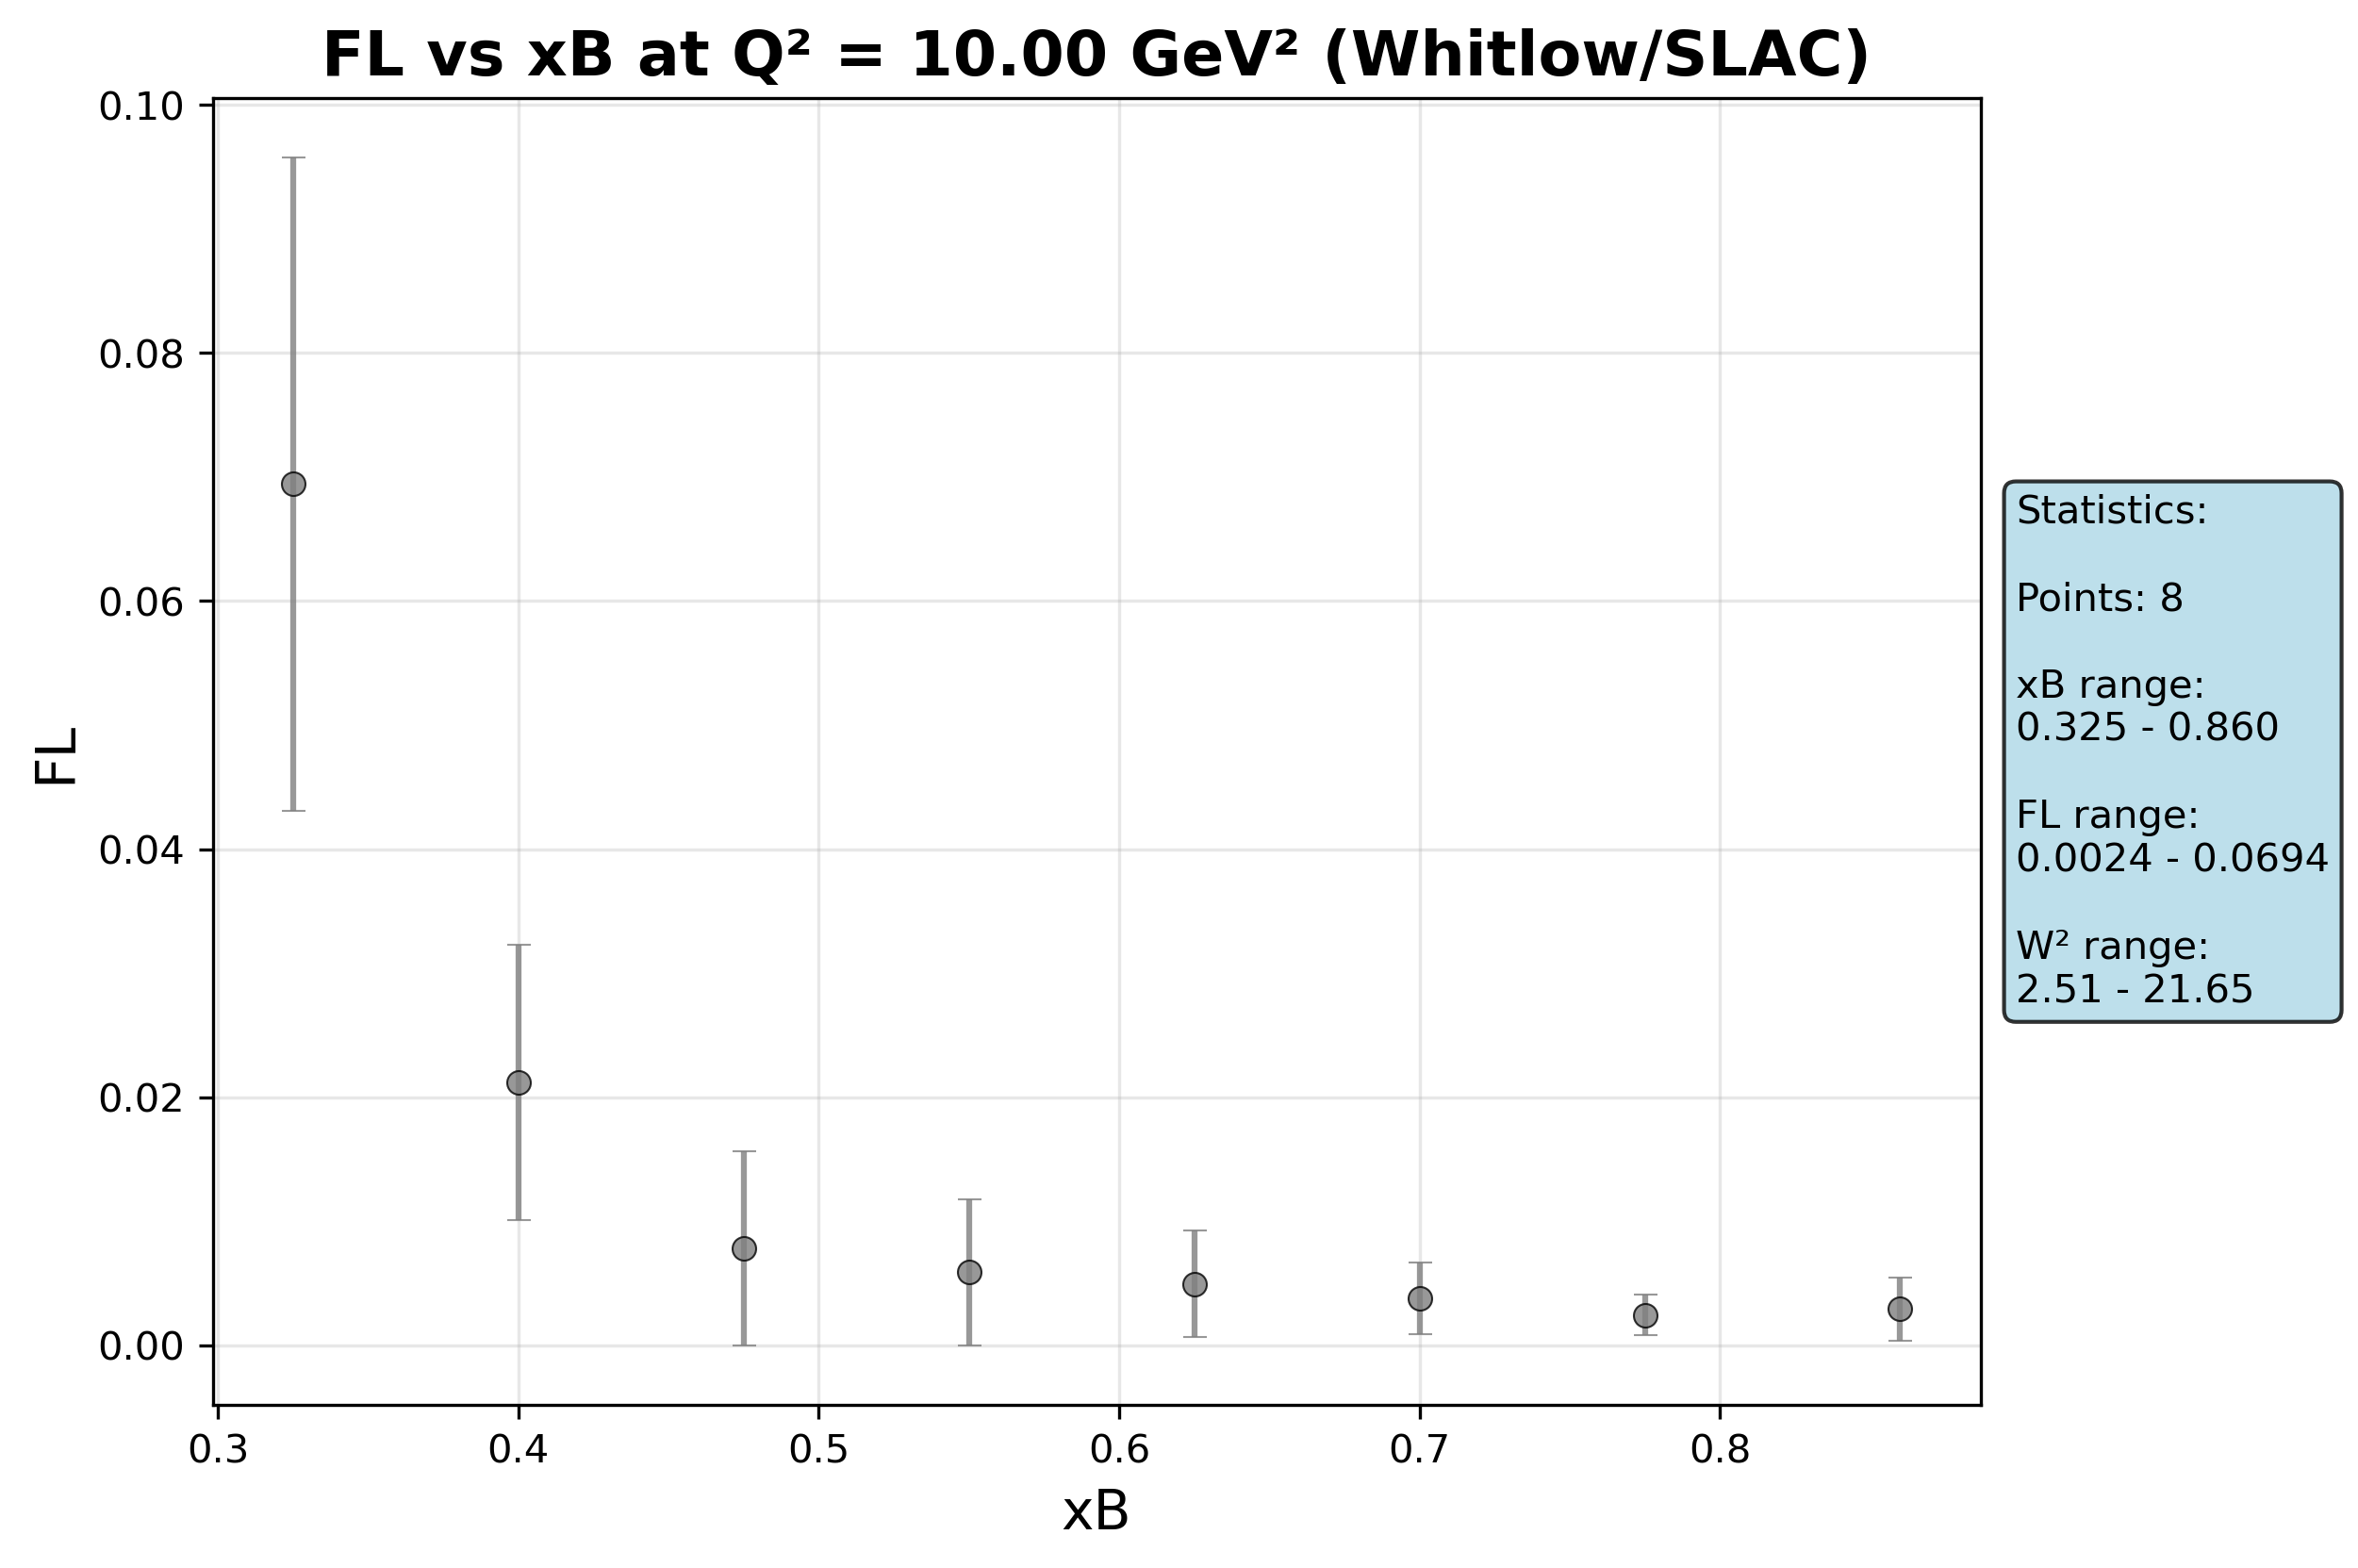 FL vs xB at Q² = 10.00 GeV² (Whitlow/SLAC)
0.10
0.08
0.06
0.04
0.02
0.00
FL
0.3 0.4 0.5 0.6 0.7 0.8
xB
Statistics:
Points: 8
xB range:
0.325 - 0.860
FL range:
0.0024 - 0.0694
W² range:
2.51 - 21.65